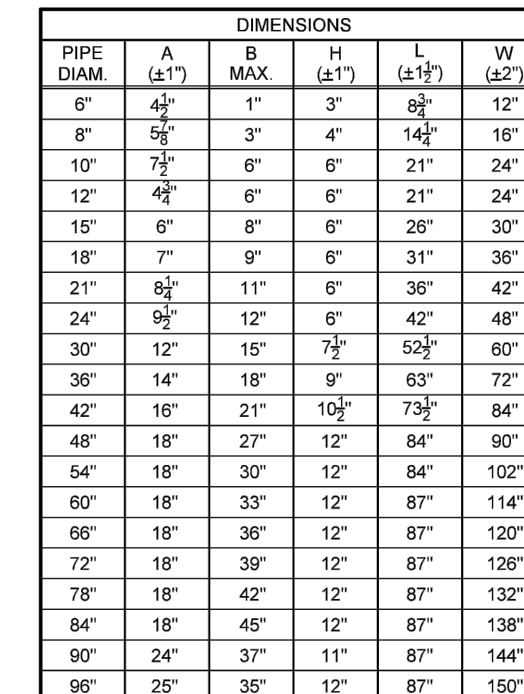 DIMENSIONS
PIPE DIAM. A (±1") B MAX. H (±1") L (±1½") W (±2")
6" 4½" 1" 3" 8¾" 12"
8" 5⅞" 3" 4" 14¼" 16"
10" 7½" 6" 6" 21" 24"
12" 4¾" 6" 6" 21" 24"
15" 6" 8" 6" 26" 30"
18" 7" 9" 6" 31" 36"
21" 8¼" 11" 6" 36" 42"
24" 9½" 12" 6" 42" 48"
30" 12" 15" 7½" 52½" 60"
36" 14" 18" 9" 63" 72"
42" 16" 21" 10½" 73½" 84"
48" 18" 27" 12" 84" 90"
54" 18" 30" 12" 84" 102"
60" 18" 33" 12" 87" 114"
66" 18" 36" 12" 87" 120"
72" 18" 39" 12" 87" 126"
78" 18" 42" 12" 87" 132"
84" 18" 45" 12" 87" 138"
90" 24" 37" 11" 87" 144"
96" 25" 35" 12" 87" 150"